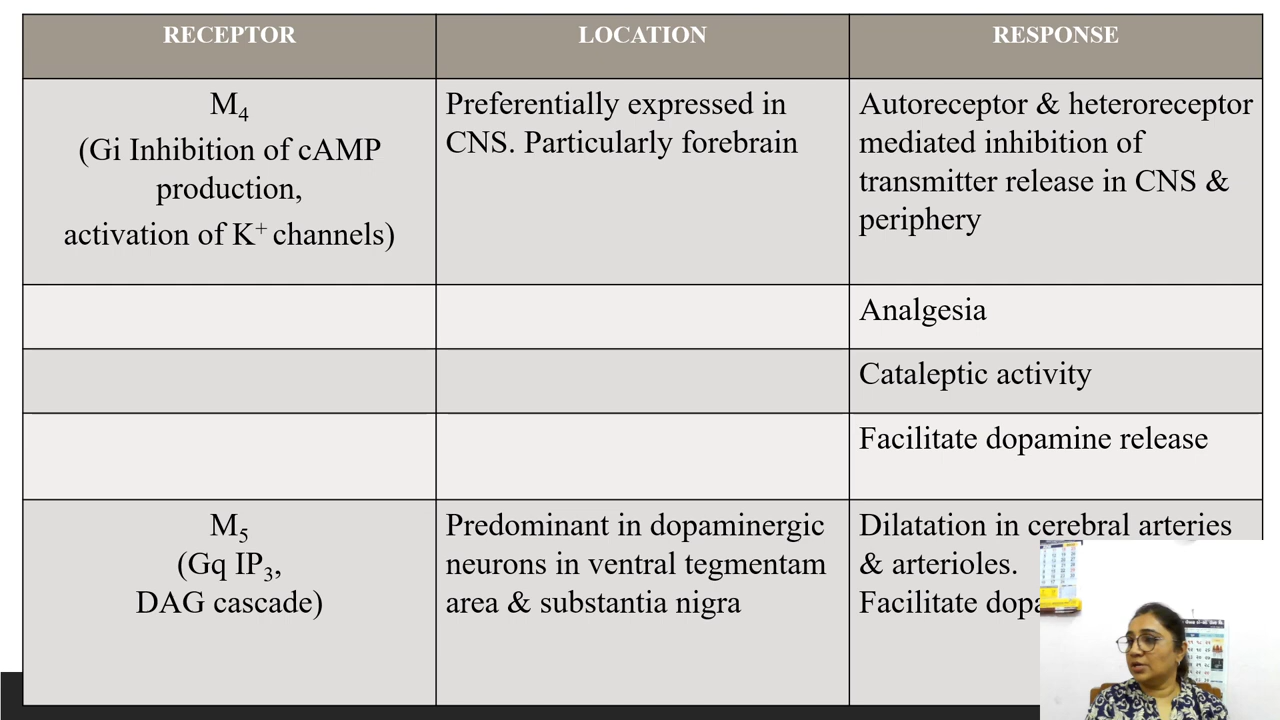 RECEPTOR
LOCATION
RESPONSE
M₄
(Gi Inhibition of cAMP
production,
activation of K⁺ channels)
Preferentially expressed in
CNS. Particularly forebrain
Autoreceptor & heteroreceptor
mediated inhibition of
transmitter release in CNS &
periphery
Analgesia
Cataleptic activity
Facilitate dopamine release
M₅
(Gq IP₃,
DAG cascade)
Predominant in dopaminergic
neurons in ventral tegmentam
area & substantia nigra
Dilatation in cerebral arteries
& arterioles.
Facilitate